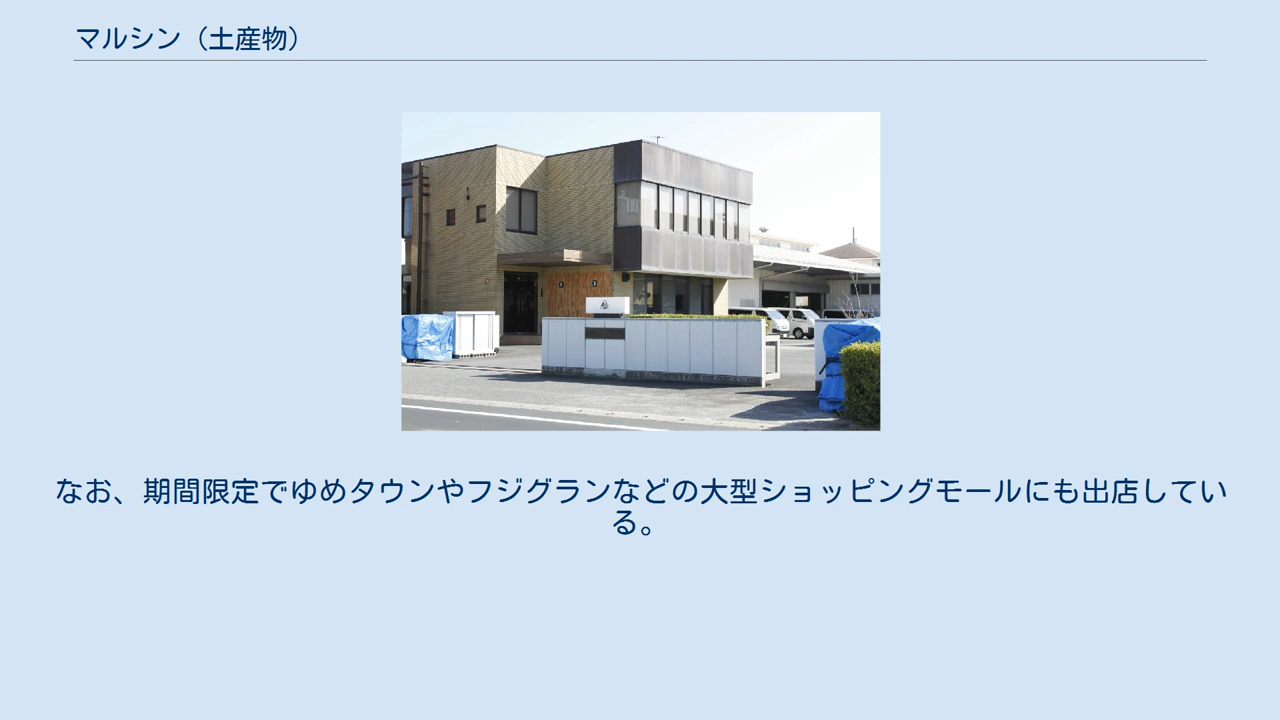 マルシン（土産物）
なお、期間限定でゆめタウンやフジグランなどの大型ショッピングモールにも出店してい
る。